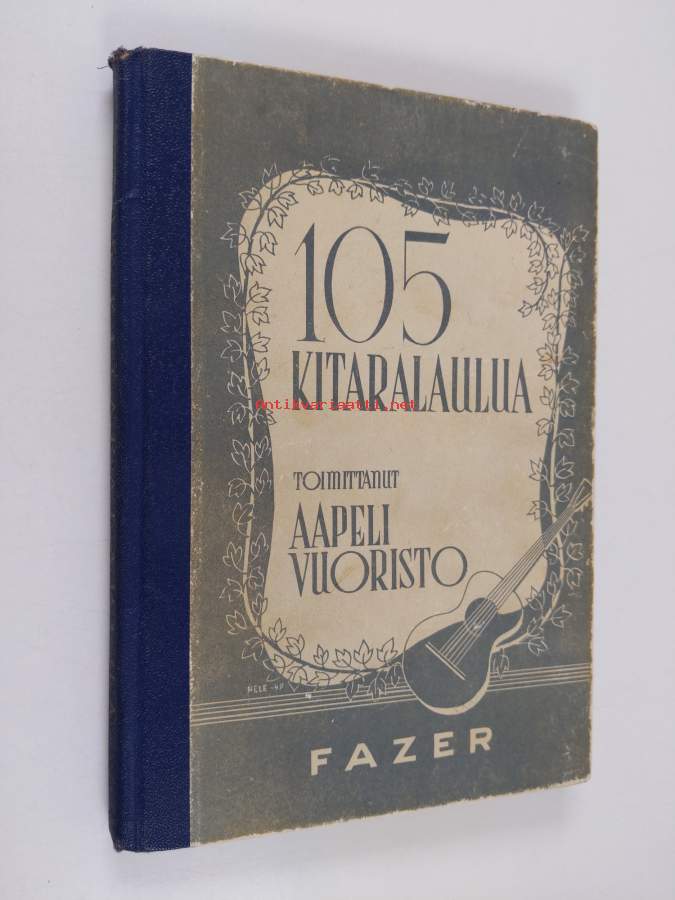 105
KITARALAULUA
Antikvariaatti.net
TOIMITTANUT
AAPELI
VUORISTO
FAZER